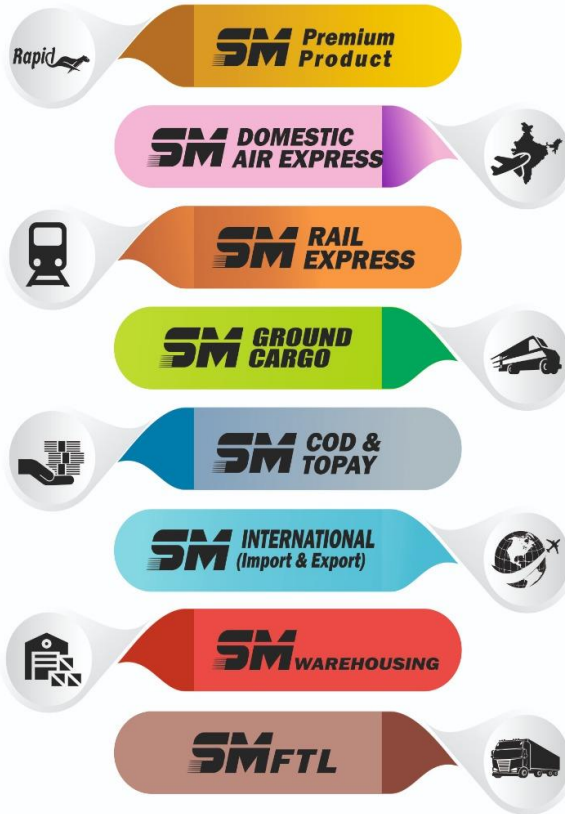 Rapid
SM Premium
Product
SM DOMESTIC
AIR EXPRESS
SM RAIL
EXPRESS
SM GROUND
CARGO
SM COD &
TOPAY
SM INTERNATIONAL
(Import & Export)
SM WAREHOUSING
SM FTL